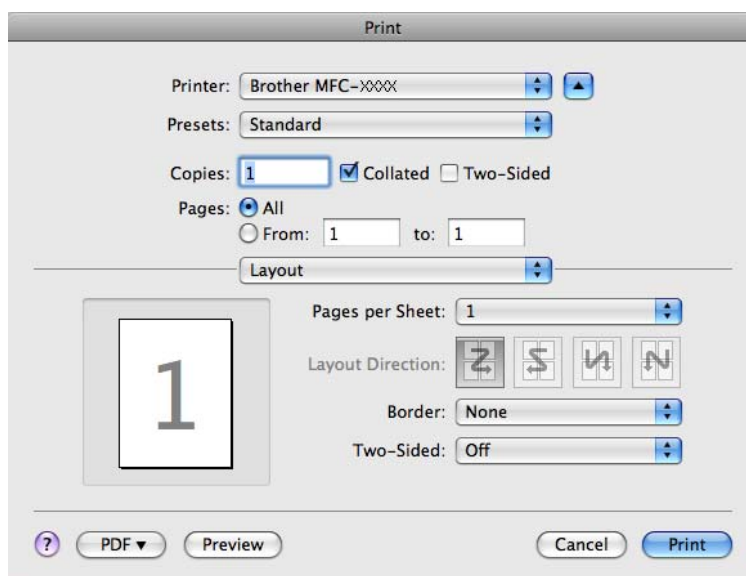 Print
Printer: Brother MFC-XXXX
Presets: Standard
Copies: 1 Collated Two-Sided
Pages: All
From: 1 to: 1
Layout
Pages per Sheet: 1
Layout Direction:
Border: None
Two-Sided: Off
1
? PDF ▼ Preview Cancel Print